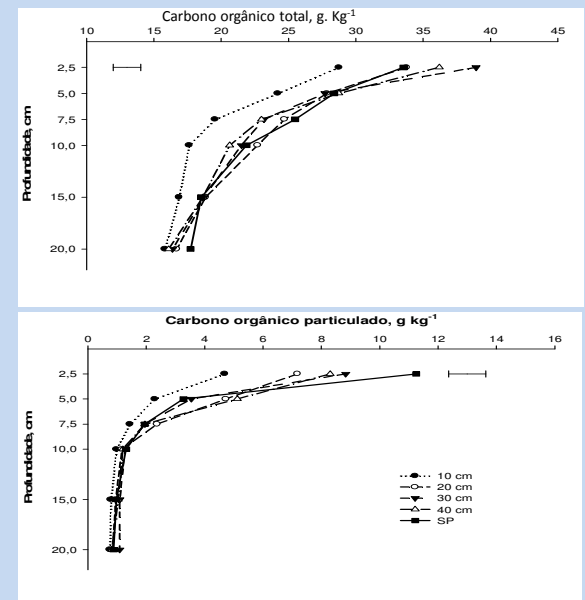 Carbono orgânico total, g. Kg-1
10 15 20 25 30 35 40 45
2,5
5,0
7,5
10,0
15,0
20,0
Profundidade, cm
Carbono orgânico particulado, g kg-1
0 2 4 6 8 10 12 14 16
2,5
5,0
7,5
10,0
15,0
20,0
Profundidade, cm
10 cm
20 cm
30 cm
40 cm
SP